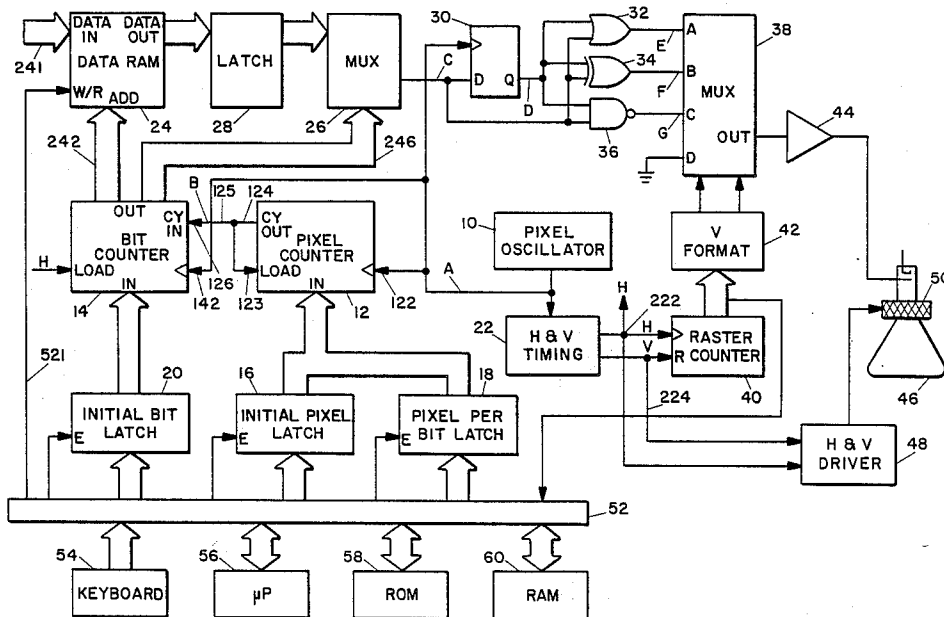 DATA IN
DATA OUT
DATA RAM
W/R
ADD
241
24
LATCH
28
MUX
26
C
30
D
Q
D
32
34
36
E
F
G
A
B
C
D
MUX
OUT
38
44
242
246
OUT
BIT COUNTER
CY IN
H
LOAD
IN
14
142
126
B
125
124
CY OUT
PIXEL COUNTER
LOAD
IN
123
12
122
A
10
PIXEL OSCILLATOR
V FORMAT
42
50
46
H
222
22
H & V TIMING
H
V
RASTER COUNTER
R
40
224
521
20
INITIAL BIT LATCH
E
16
INITIAL PIXEL LATCH
E
18
PIXEL PER BIT LATCH
E
H & V DRIVER
48
52
54
KEYBOARD
56
μP
58
ROM
60
RAM